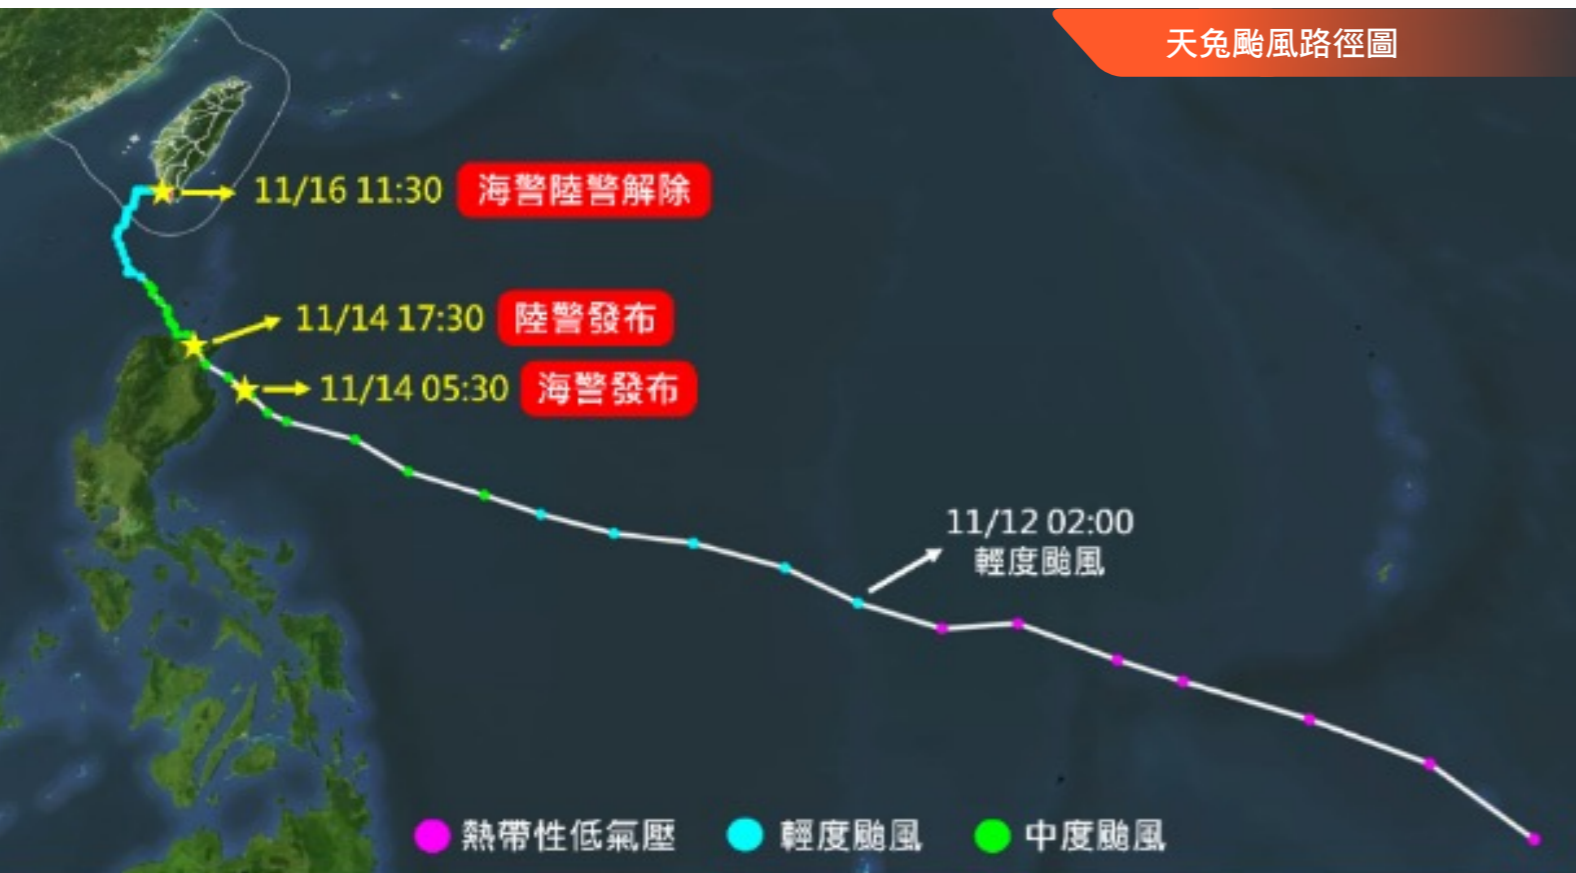 天兔颱風路徑圖
11/16 11:30 海警陸警解除
11/14 17:30 陸警發布
11/14 05:30 海警發布
11/12 02:00
輕度颱風
熱帶性低氣壓 輕度颱風 中度颱風